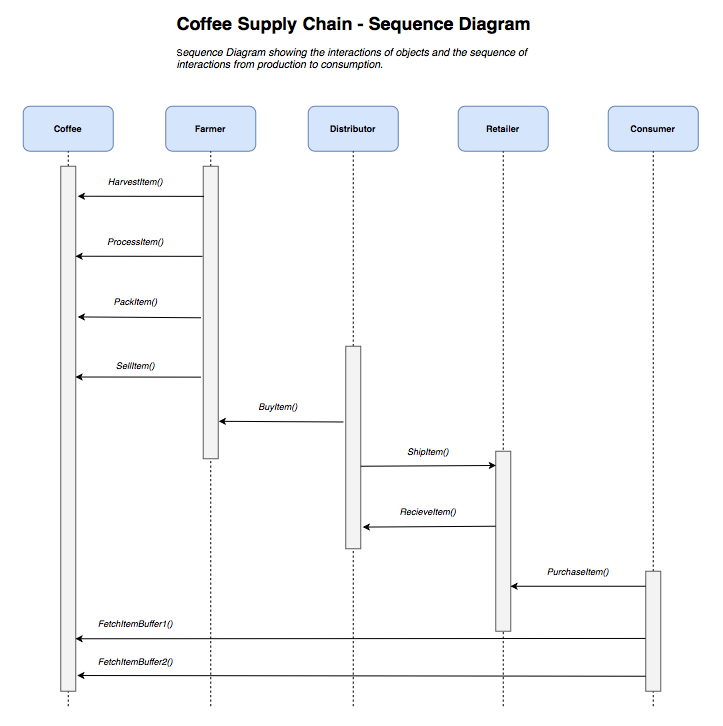 Coffee Supply Chain - Sequence Diagram
Sequence Diagram showing the interactions of objects and the sequence of
interactions from production to consumption.
Coffee
Farmer
Distributor
Retailer
Consumer
HarvestItem()
ProcessItem()
PackItem()
SellItem()
BuyItem()
ShipItem()
RecieveItem()
PurchaseItem()
FetchItemBuffer1()
FetchItemBuffer2()